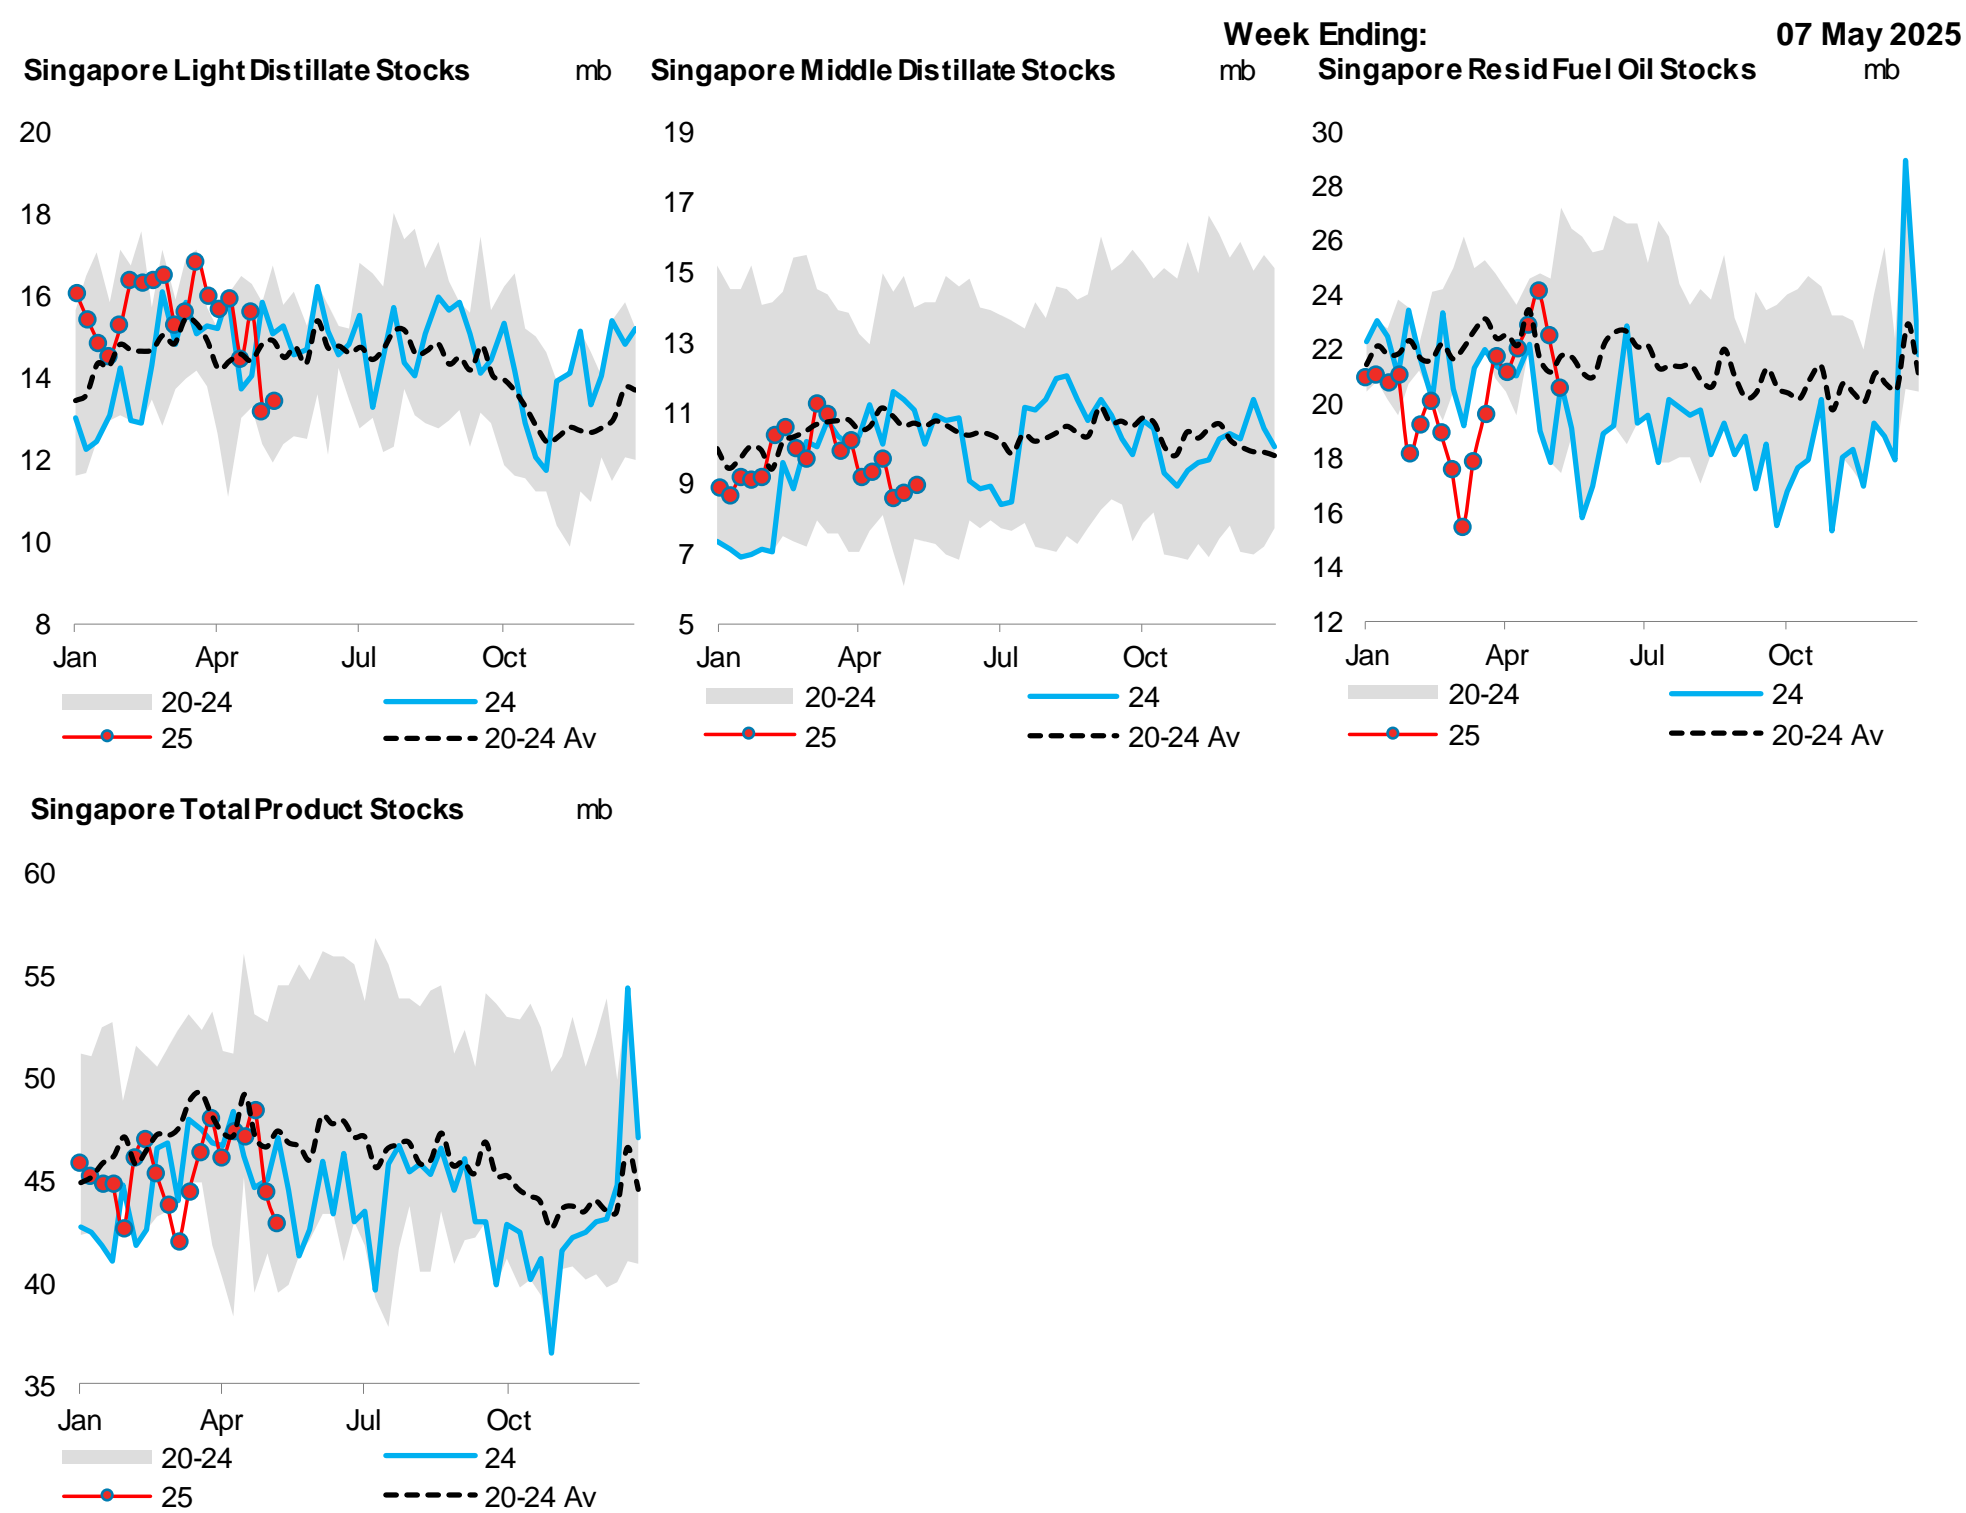 Week Ending: 07 May 2025
Singapore Light Distillate Stocks mb
20
18
16
14
12
10
8
Jan Apr Jul Oct
20-24 24
25 20-24 Av
Singapore Middle Distillate Stocks mb
19
17
15
13
11
9
7
5
Jan Apr Jul Oct
20-24 24
25 20-24 Av
Singapore Resid Fuel Oil Stocks mb
30
28
26
24
22
20
18
16
14
12
Jan Apr Jul Oct
20-24 24
25 20-24 Av
Singapore Total Product Stocks mb
60
55
50
45
40
35
Jan Apr Jul Oct
20-24 24
25 20-24 Av